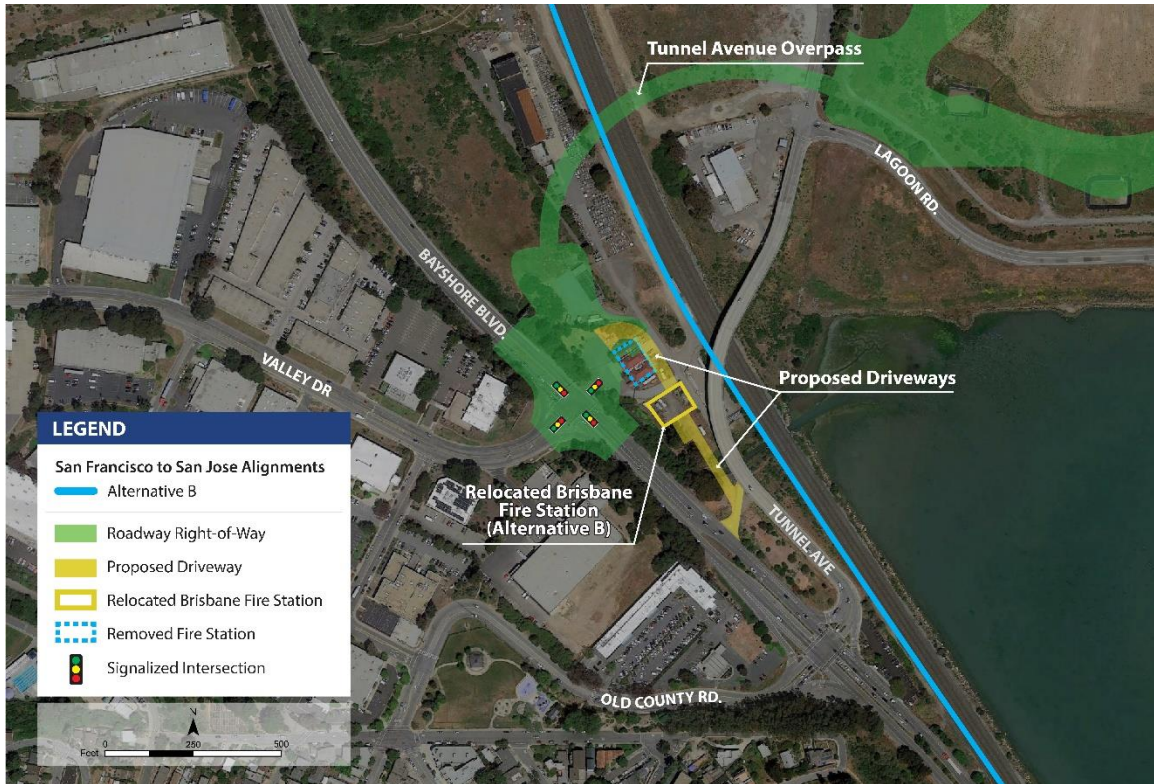 Tunnel Avenue Overpass
LAGOON RD.
BAYSHORE BLVD.
VALLEY DR
Proposed Driveways
Relocated Brisbane
Fire Station
(Alternative B)
TUNNEL AVE
OLD COUNTY RD.
LEGEND
San Francisco to San Jose Alignments
Alternative B
Roadway Right-of-Way
Proposed Driveway
Relocated Brisbane Fire Station
Removed Fire Station
Signalized Intersection
N
Feet 0 250 500